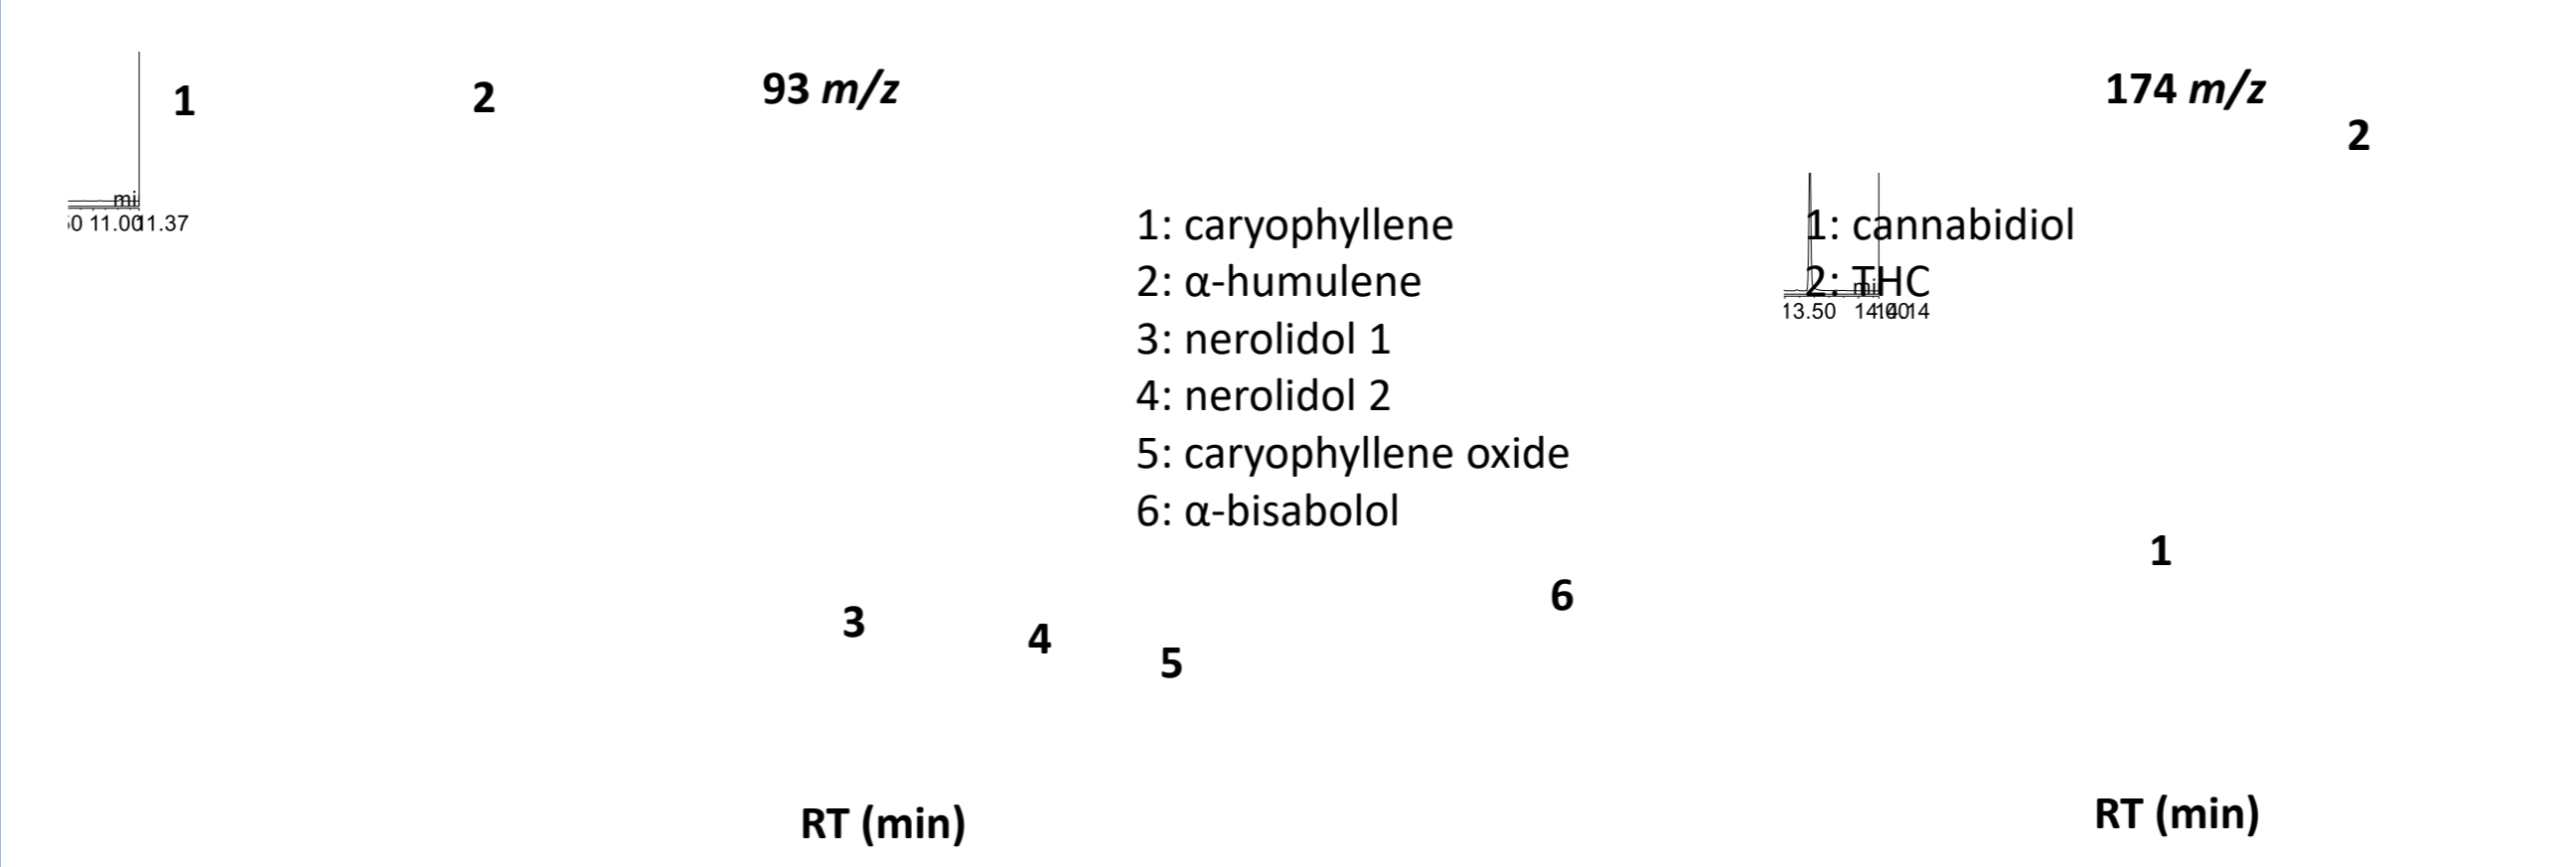 1
2
93 m/z
mi
11.00
11.37
1: caryophyllene
2: α-humulene
3: nerolidol 1
4: nerolidol 2
5: caryophyllene oxide
6: α-bisabolol
3
4
5
6
RT (min)
174 m/z
2
1: cannabidiol
2: THC
mi
13.50
1
RT (min)